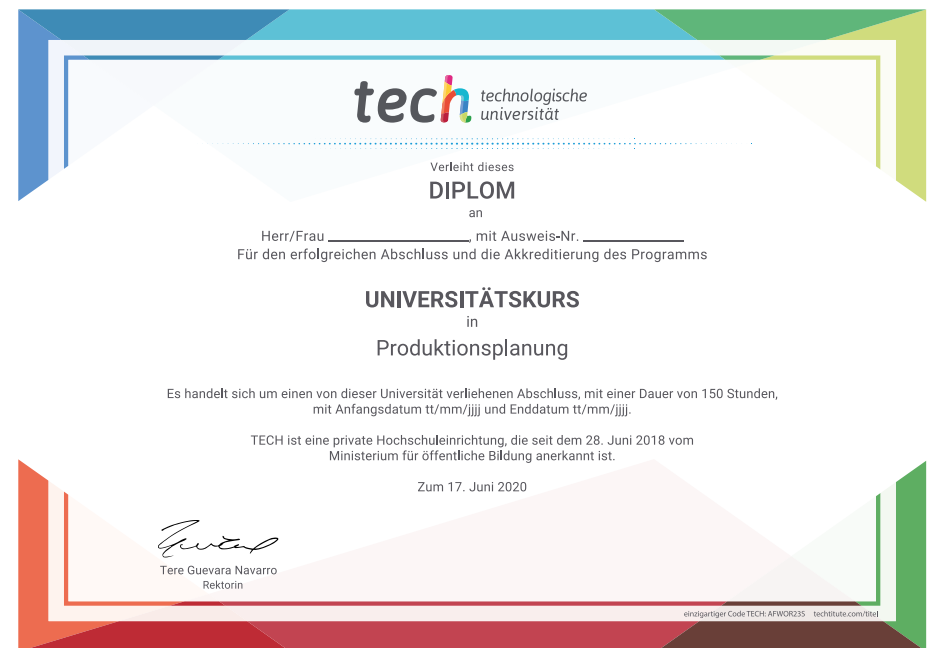 tech technologische
universität
Verleiht dieses
DIPLOM
an
Herr/Frau ____________, mit Ausweis-Nr. ____________
Für den erfolgreichen Abschluss und die Akkreditierung des Programms
UNIVERSITÄTSKURS
in
Produktionsplanung
Es handelt sich um einen von dieser Universität verliehenen Abschluss, mit einer Dauer von 150 Stunden,
mit Anfangsdatum tt/mm/jjjj und Enddatum tt/mm/jjjj.
TECH ist eine private Hochschuleinrichtung, die seit dem 28. Juni 2018 vom
Ministerium für öffentliche Bildung anerkannt ist.
Zum 17. Juni 2020
Tere Guevara Navarro
Rektorin
einzigartiger Code TECH: AFWOR23S techtitute.com/titel